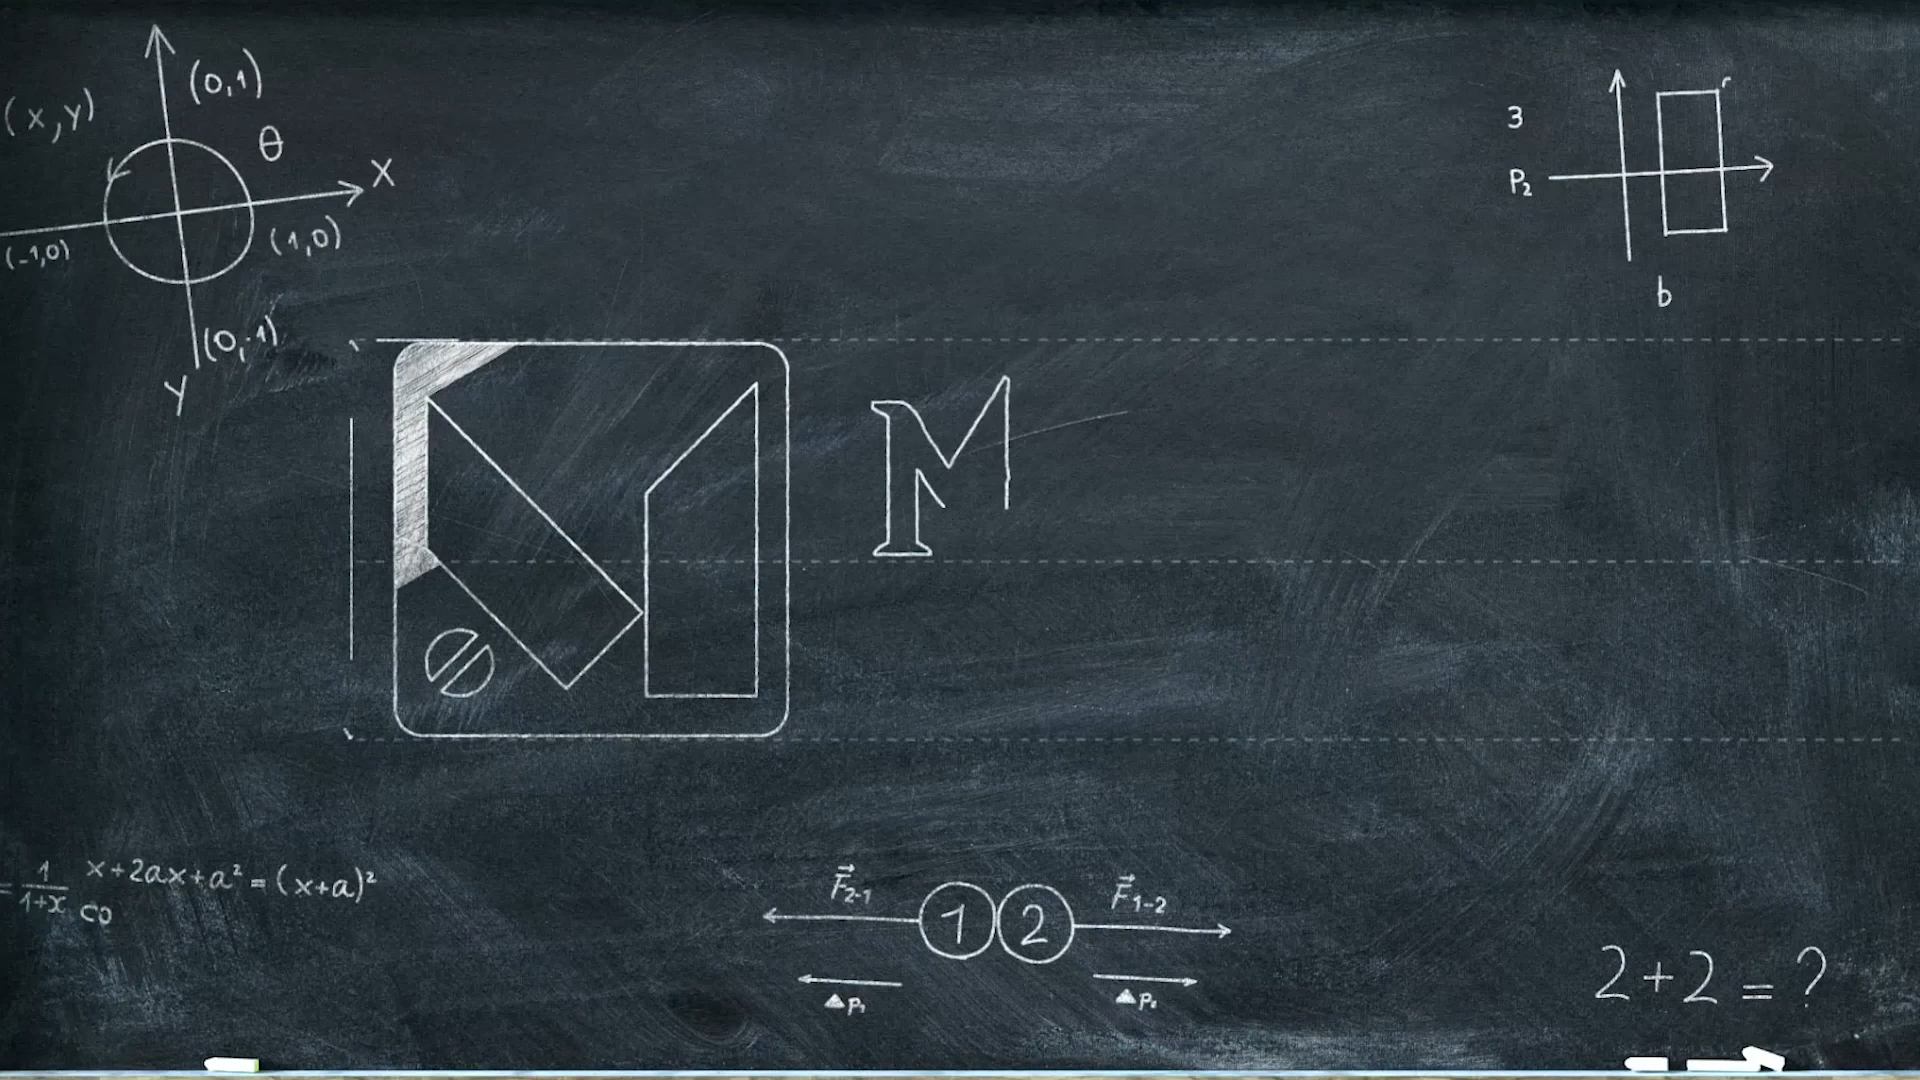 (0,1)
(x,y)
θ
X
(1,0)
(-1,0)
(0,-1)
Y
3
P₂
r
b
M
= 1/1+x
x+2ax+a² = (x+a)²
co
F⃗₂₋₁
1 2
F⃗₁₋₂
▲P₁
▲P₂
2+2=?